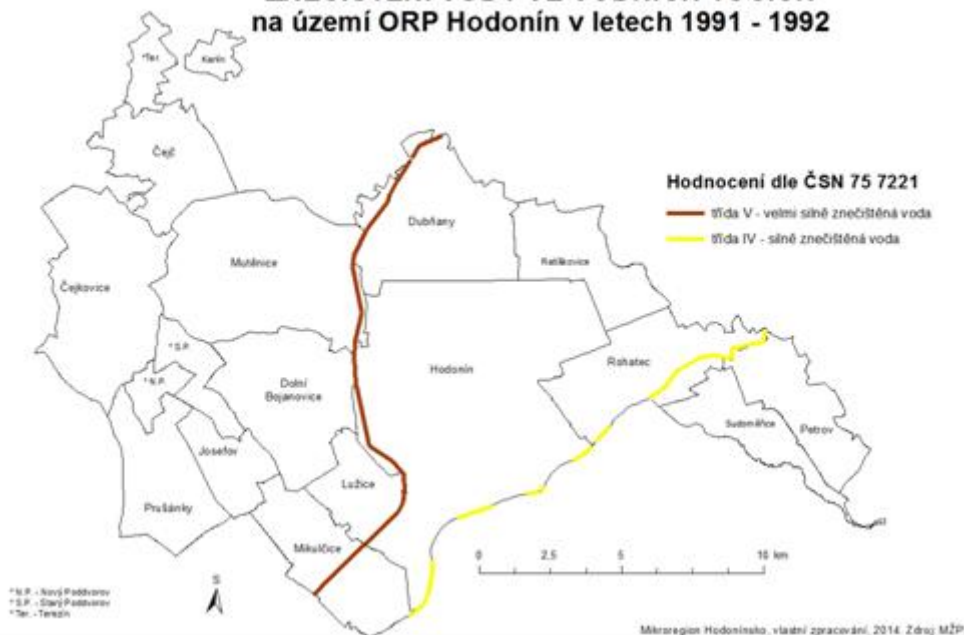 na území ORP Hodonín v letech 1991 - 1992
* Ter.
Karlín
Čejč
Hodnocení dle ČSN 75 7221
třída V - velmi silně znečištěná voda
třída IV - silně znečištěná voda
Dubňany
Mutěnice
Ratíškovice
Čejkovice
* S.P.
Rohatec
Hodonín
* N.P.
Dolní
Bojanovice
Sudoměřice
Petrov
Josefov
Lužice
Prušánky
Mikulčice
0 2,5 5 10 km
S
* N.P. - Nový Poddvorov
* S.P. - Starý Poddvorov
* Ter. - Terezín
Mikroregion Hodonínsko, vlastní zpracování, 2014. Zdroj: MŽP